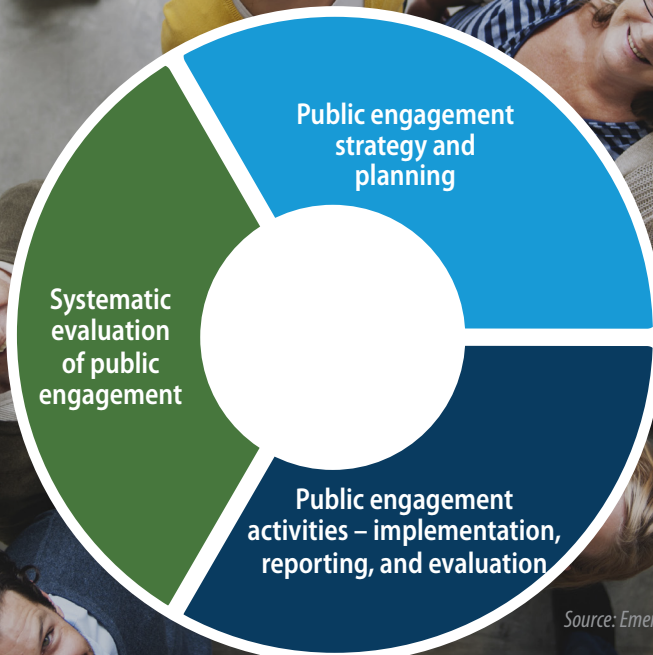 Public engagement
strategy and
planning
Systematic
evaluation
of public
engagement
Public engagement
activities – implementation,
reporting, and evaluation
Source: